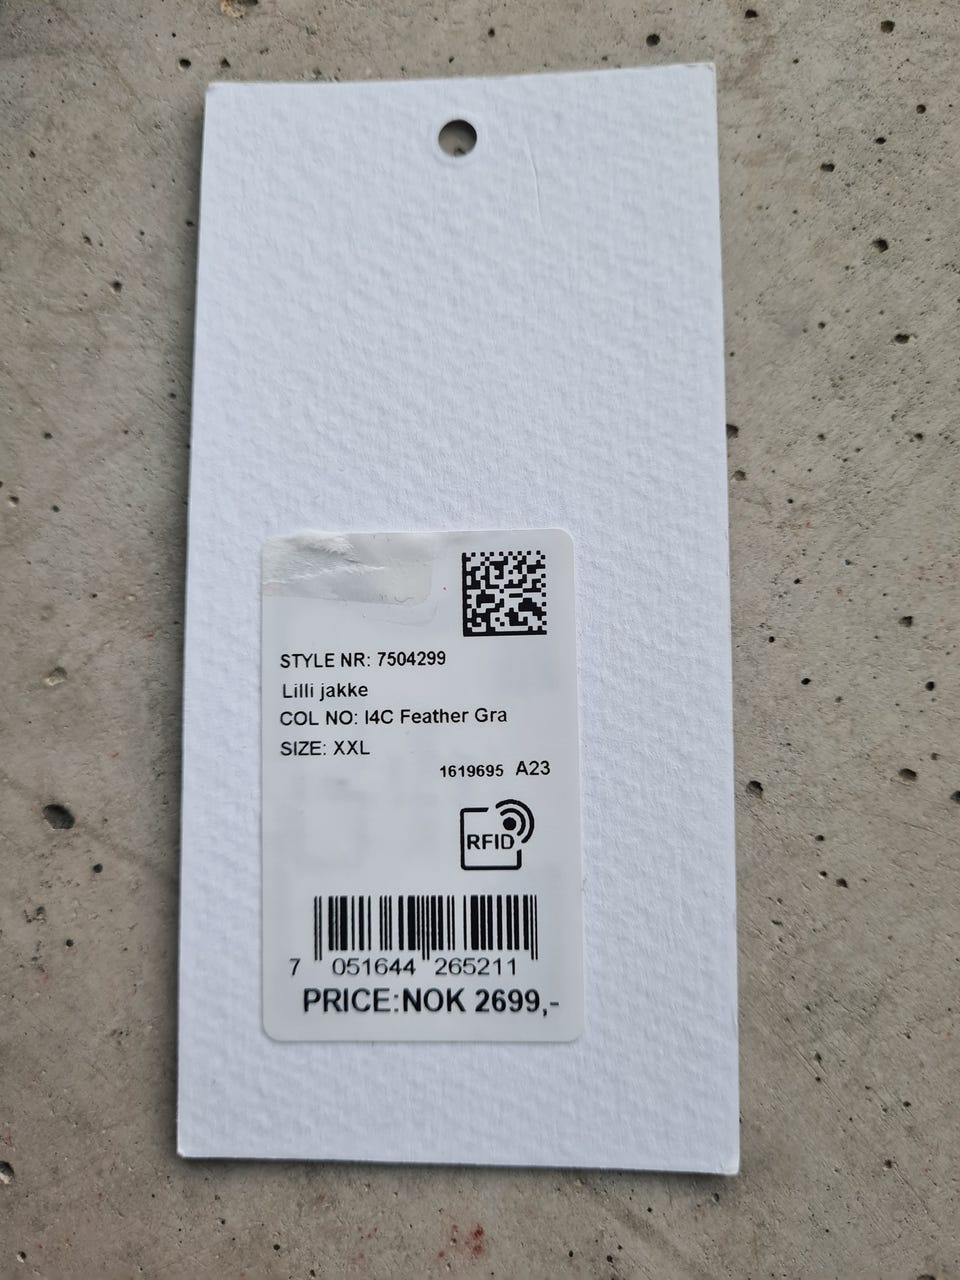 STYLE NR: 7504299
Lilli jakke
COL NO: I4C Feather Gra
SIZE: XXL
1619695 A23
RFID
7 051644 265211
PRICE:NOK 2699,-